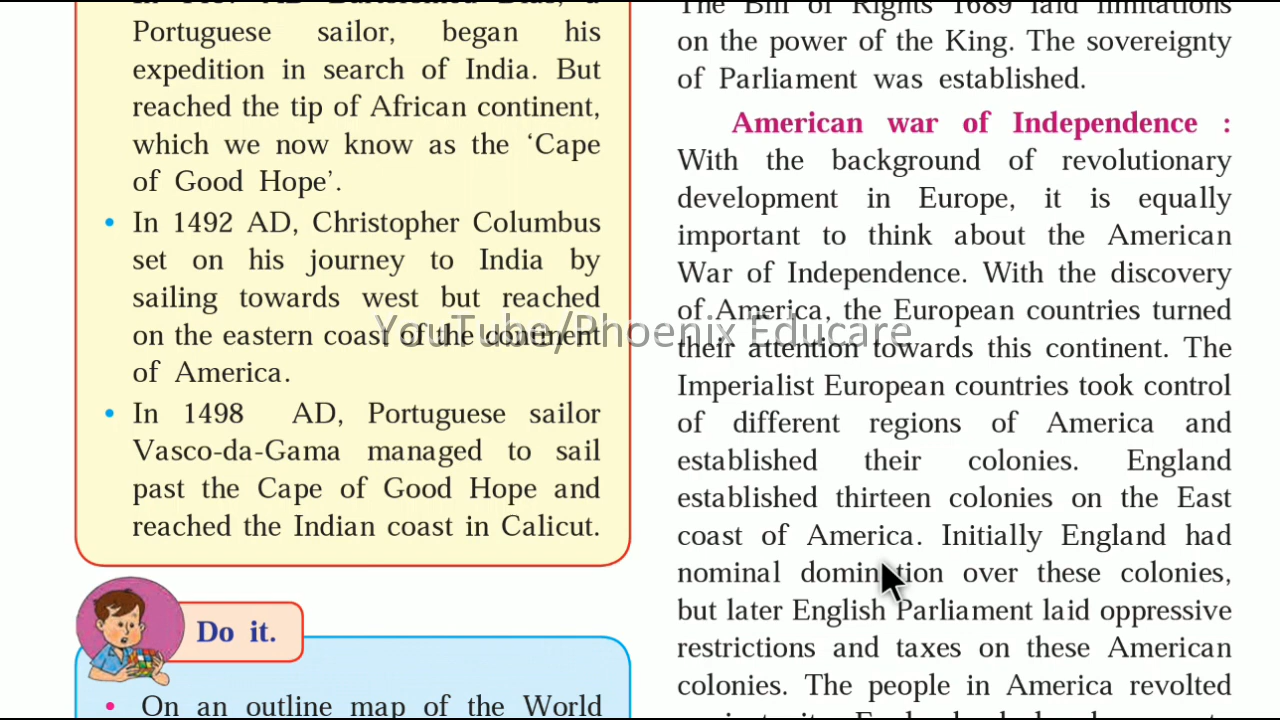 Portuguese sailor, began his
expedition in search of India. But
reached the tip of African continent,
which we now know as the ‘Cape
of Good Hope’.
• In 1492 AD, Christopher Columbus
set on his journey to India by
sailing towards west but reached
on the eastern coast of the continent
of America.
• In 1498 AD, Portuguese sailor
Vasco-da-Gama managed to sail
past the Cape of Good Hope and
reached the Indian coast in Calicut.
Do it.
• On an outline map of the World
The Bill of Rights 1689 laid limitations
on the power of the King. The sovereignty
of Parliament was established.
American war of Independence :
With the background of revolutionary
development in Europe, it is equally
important to think about the American
War of Independence. With the discovery
of America, the European countries turned
their attention towards this continent. The
Imperialist European countries took control
of different regions of America and
established their colonies. England
established thirteen colonies on the East
coast of America. Initially England had
nominal domination over these colonies,
but later English Parliament laid oppressive
restrictions and taxes on these American
colonies. The people in America revolted
YouTube/Phoenix Educare